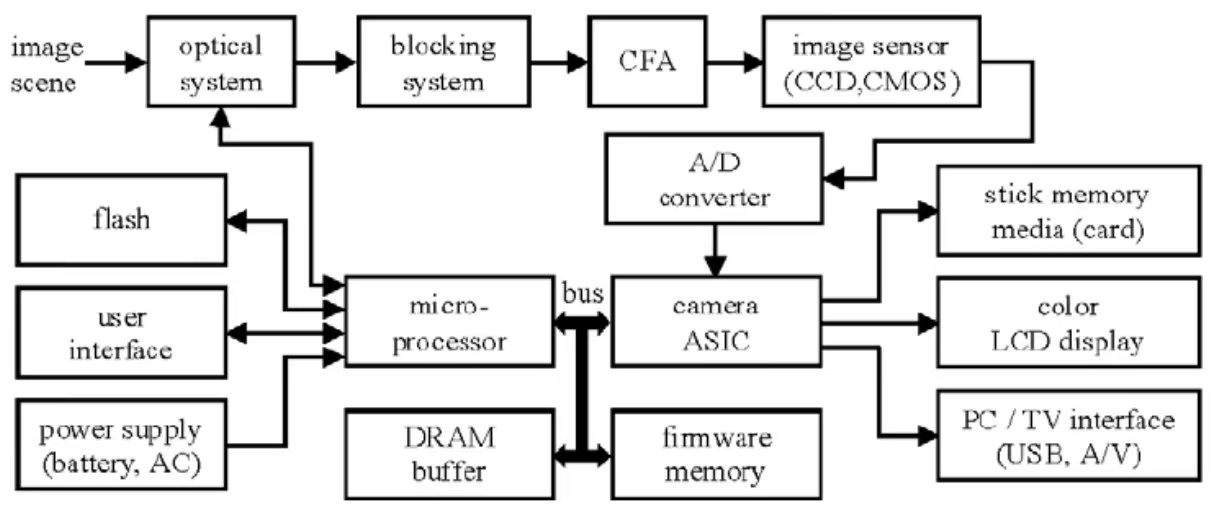 image
scene
optical
system
blocking
system
CFA
image sensor
(CCD,CMOS)
A/D
converter
flash
stick memory
media (card)
micro-
processor
bus
camera
ASIC
user
interface
color
LCD display
power supply
(battery, AC)
DRAM
buffer
firmware
memory
PC / TV interface
(USB, A/V)